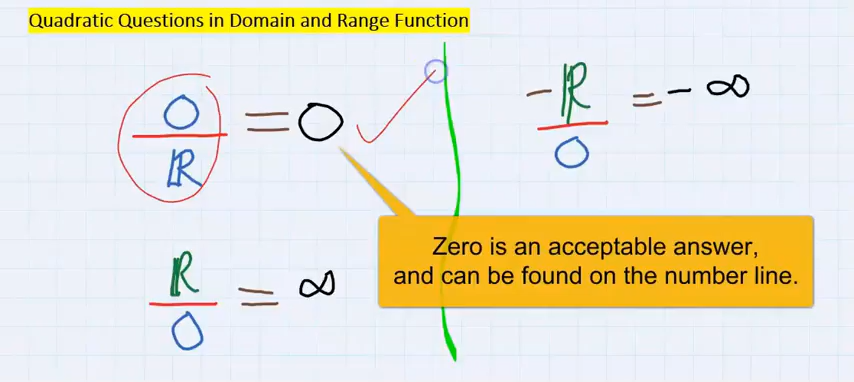 Quadratic Questions in Domain and Range Function
0/ℝ = 0
-ℝ/0 = -∞
Zero is an acceptable answer,
and can be found on the number line.
ℝ/0 = ∞